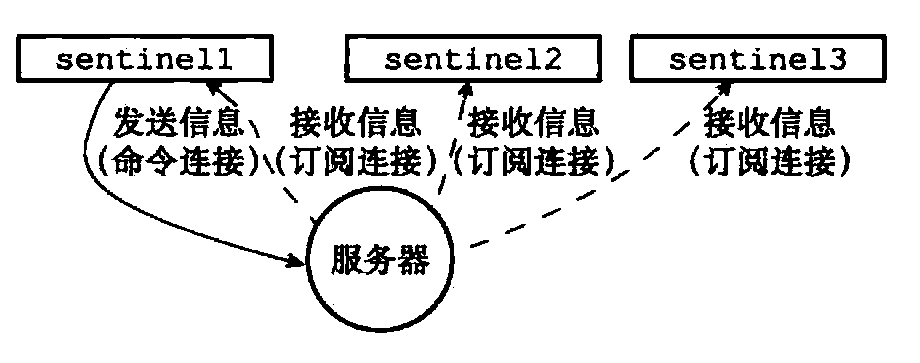 sentinel1 sentinel2 sentinel3
发送信息 接收信息 接收信息 接收信息
(命令连接) (订阅连接) (订阅连接) (订阅连接)
服务器